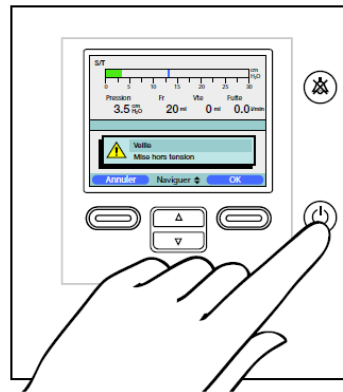 S/T
cm
H₂O
0 5 10 15 20 25 30
Pression Fr Vte Fuite
3.5 cm H₂O 20 ml 0 ml 0.0 l/min
Veille
Mise hors tension
Annuler Naviguer OK